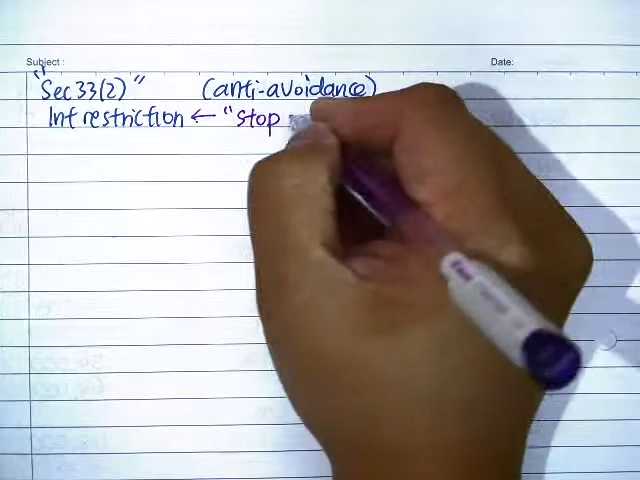 Subject :
Date:
"Sec 33(2)" (anti-avoidance)
Int restriction ← "stop